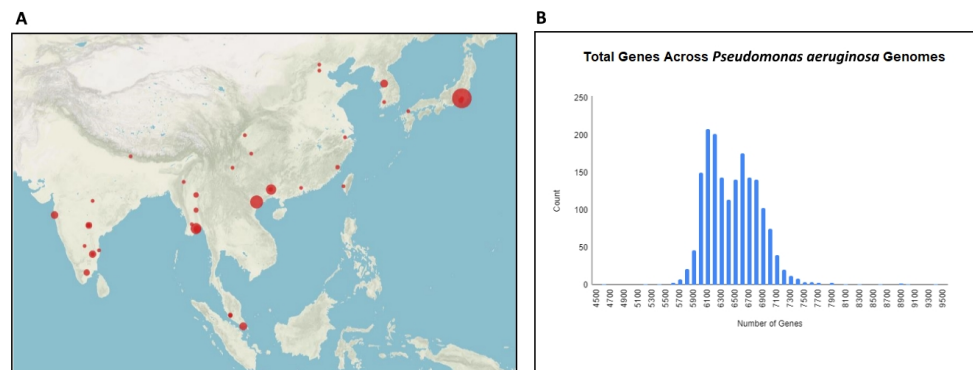 A
B
Total Genes Across Pseudomonas aeruginosa Genomes
250
200
150
100
50
0
Count
4500 4700 4900 5100 5300 5500 5700 5900 6100 6300 6500 6700 6900 7100 7300 7500 7700 7900 8100 8300 8500 8700 8900 9100 9300 9500
Number of Genes